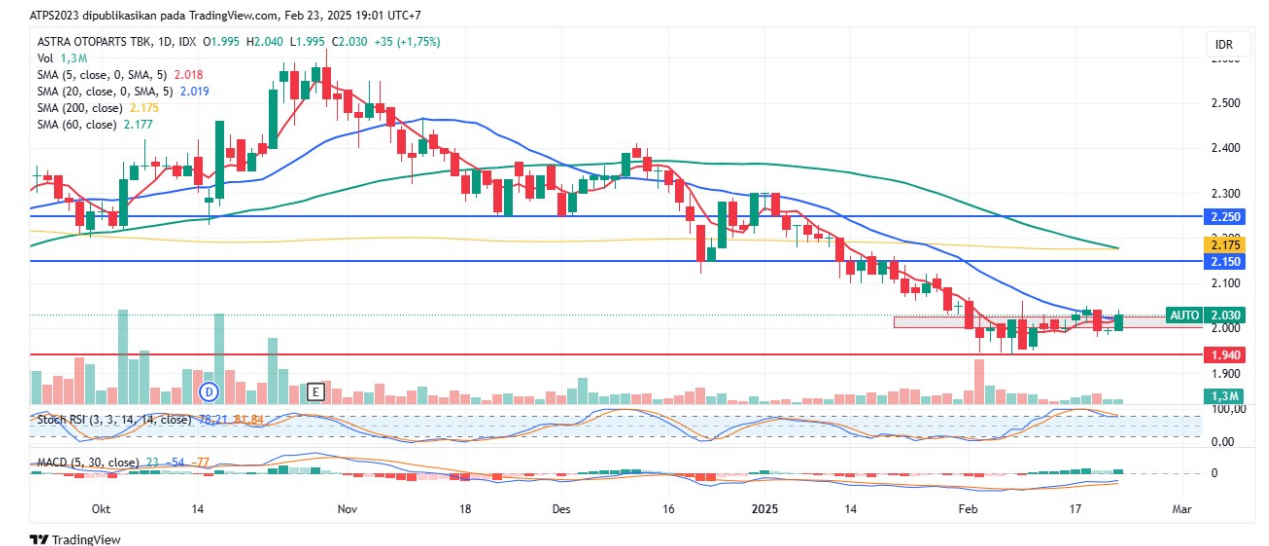 ATPS2023 dipublikasikan pada TradingView.com, Feb 23, 2025 19:01 UTC+7
ASTRA OTOPARTS TBK, 1D, IDX O1.995 H2.040 L1.995 C2.030 +35 (+1,75%)
IDR
Vol 1,3M
SMA (5, close, 0, SMA, 5) 2.018
SMA (20, close, 0, SMA, 5) 2.019
SMA (200, close) 2.175
SMA (60, close) 2.177
2.500
2.400
2.300
2.250
2.175
2.150
2.100
AUTO 2.030
2.000
1.940
1.900
D
E
1,3M
100,00
Stoch RSI (3, 3, 14, 14, close) 78,21 81,84
0,00
MACD (5, 30, close) 23 −54 −77
0
Okt 14 Nov 18 Des 16 2025 14 Feb 17 Mar
TradingView